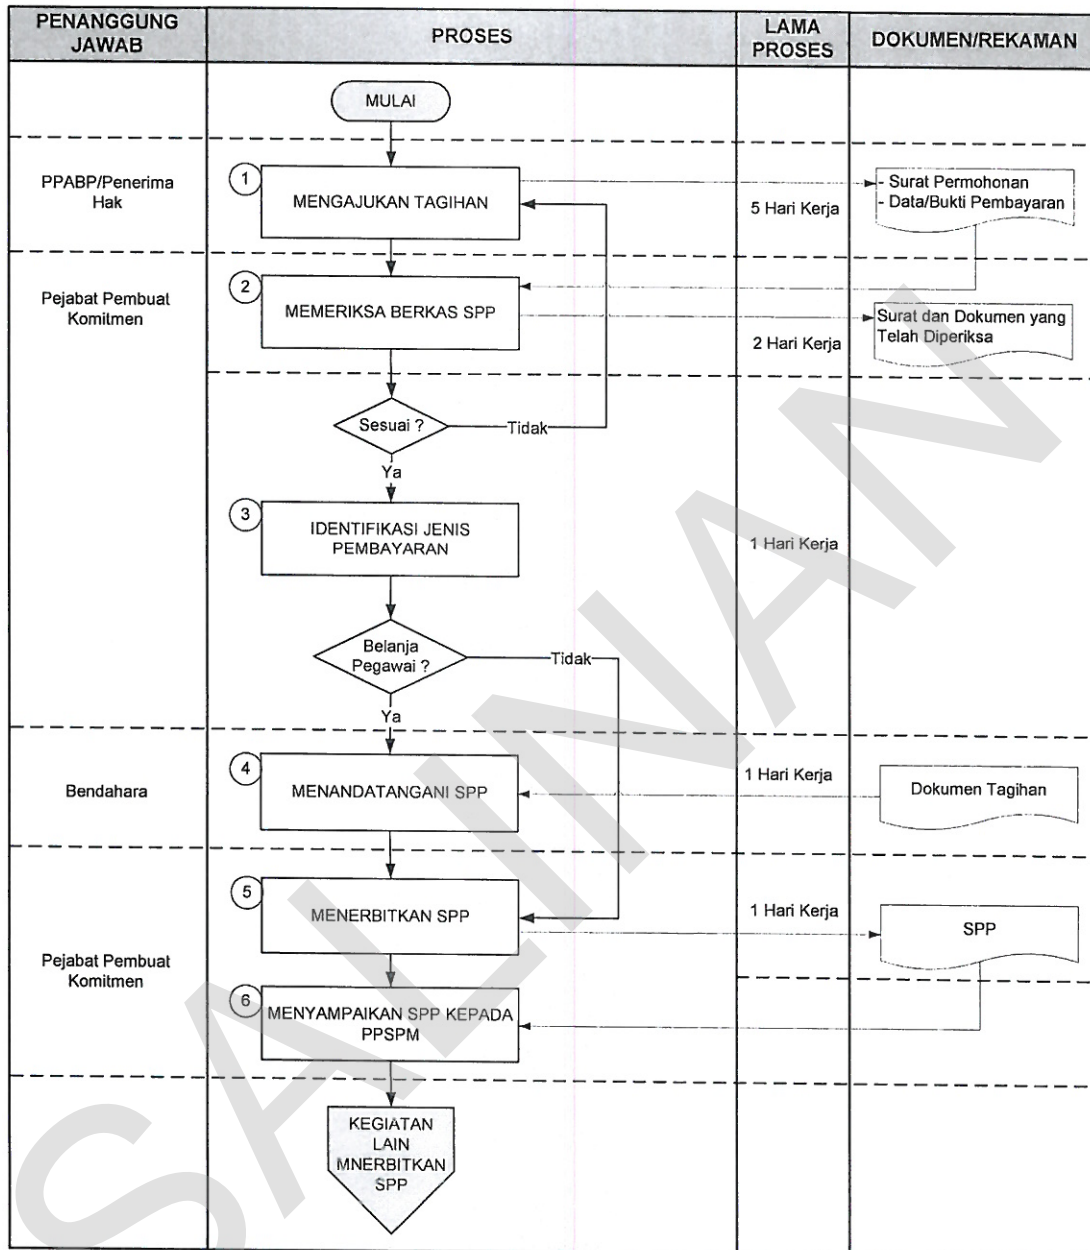 PENANGGUNG
JAWAB
PROSES
LAMA
PROSES
DOKUMEN/REKAMAN
MULAI
PPABP/Penerima
Hak
1
MENGAJUKAN TAGIHAN
5 Hari Kerja
- Surat Permohonan
- Data/Bukti Pembayaran
Pejabat Pembuat
Komitmen
2
MEMERIKSA BERKAS SPP
2 Hari Kerja
Surat dan Dokumen yang
Telah Diperiksa
Sesuai ?
Tidak
Ya
3
IDENTIFIKASI JENIS
PEMBAYARAN
1 Hari Kerja
Belanja
Pegawai ?
Tidak
Ya
Bendahara
4
MENANDATANGANI SPP
1 Hari Kerja
Dokumen Tagihan
Pejabat Pembuat
Komitmen
5
MENERBITKAN SPP
1 Hari Kerja
SPP
6
MENYAMPAIKAN SPP KEPADA
PPSPM
KEGIATAN
LAIN
MNERBITKAN
SPP
SALINAN